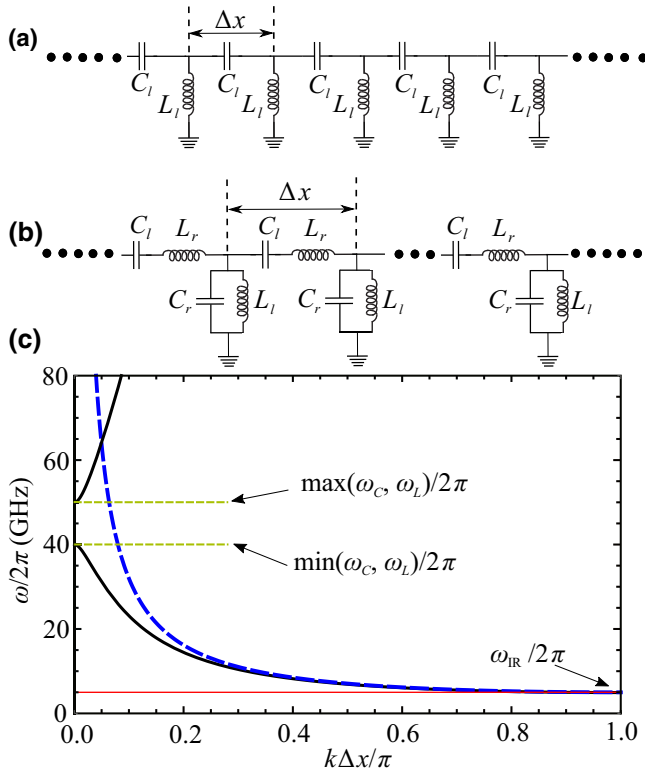 (a)
Δx
C_l C_l C_l C_l C_l
L_l L_l L_l L_l L_l
(b)
Δx
C_l L_r C_l L_r C_l L_r
C_r L_l C_r L_l C_r L_l
(c)
80
60
40
20
0
ω/2π (GHz)
max(ω_C, ω_L)/2π
min(ω_C, ω_L)/2π
ω_IR /2π
0.0 0.2 0.4 0.6 0.8 1.0
kΔx/π